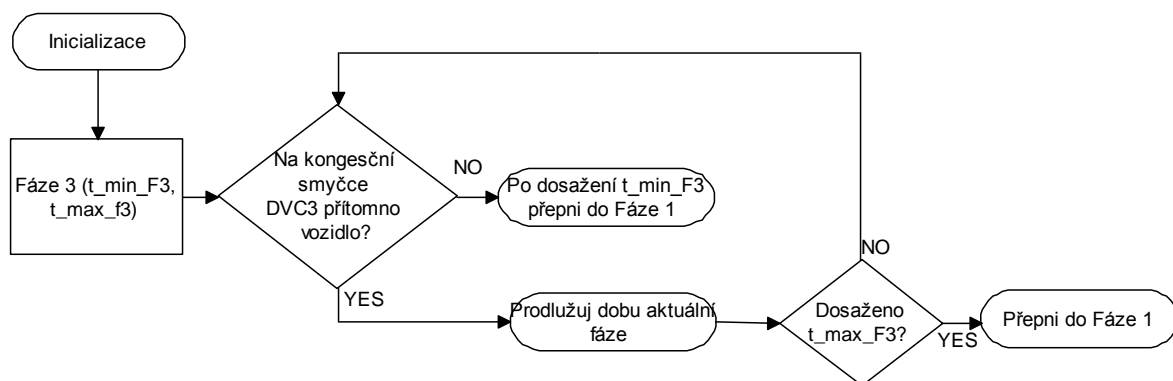 Inicializace
Fáze 3 (t_min_F3,
t_max_f3)
Na kongesční
smyčce
DVC3 přítomno
vozidlo?
NO
Po dosažení t_min_F3
přepni do Fáze 1
YES
Prodlužuj dobu aktuální
fáze
NO
Dosaženo
t_max_F3?
YES
Přepni do Fáze 1